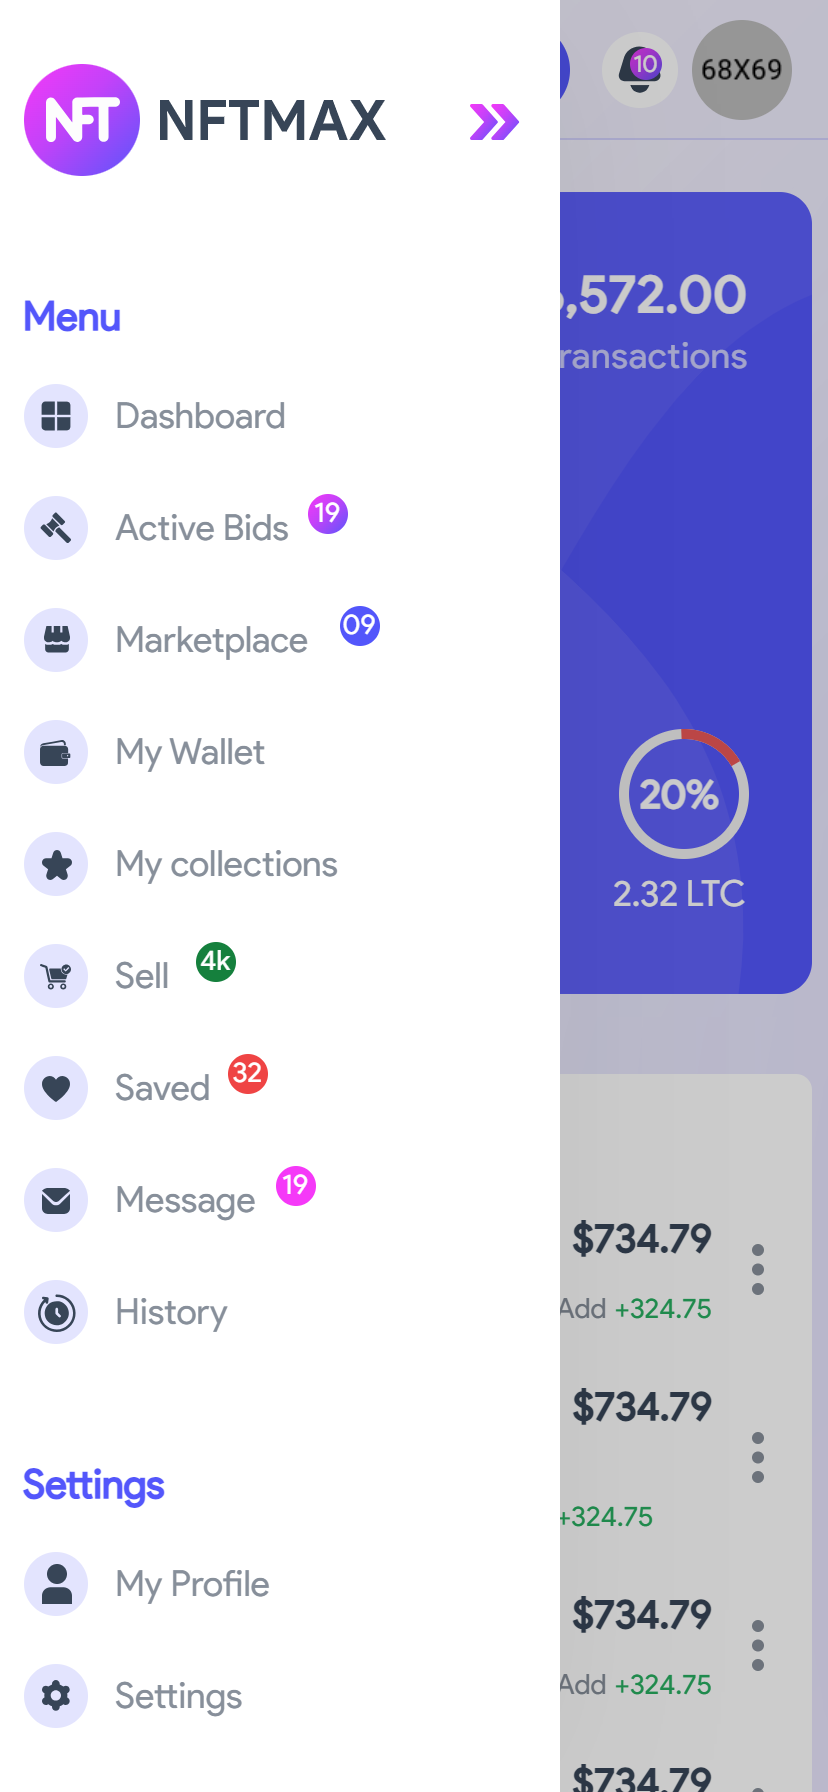 NFT NFTMAX
10
68X69
,572.00
ransactions
Menu
Dashboard
Active Bids 19
Marketplace 09
My Wallet
20%
My collections
2.32 LTC
Sell 4k
Saved 32
Message 19
$734.79
History
Add +324.75
$734.79
Settings
+324.75
My Profile
$734.79
Settings
Add +324.75
$734.79